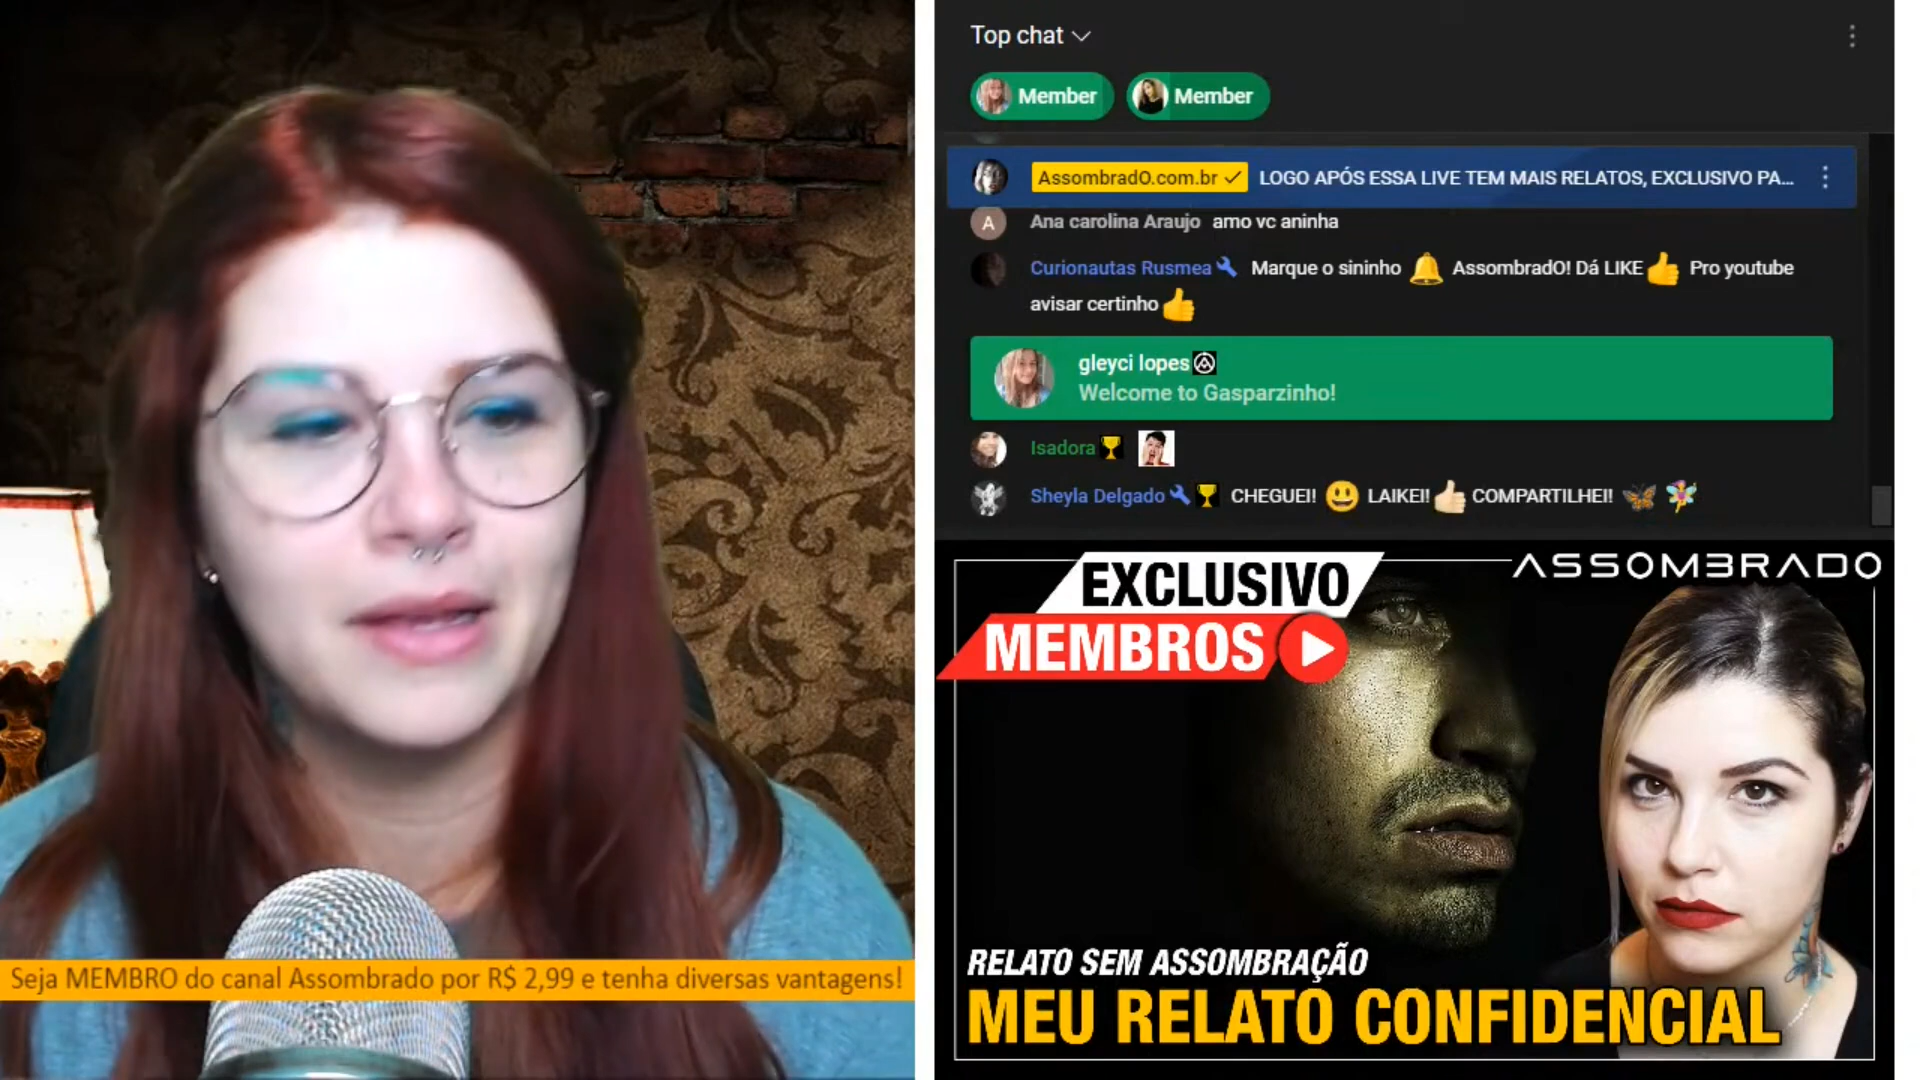 Top chat
Member
Member
AssombradO.com.br LOGO APÓS ESSA LIVE TEM MAIS RELATOS, EXCLUSIVO PA...
A
Ana carolina Araujo amo vc aninha
Curionautas Rusmea Marque o sininho 🔔 AssombradO! Dá LIKE 👍 Pro youtube
avisar certinho 👍
gleyci lopes
Welcome to Gasparzinho!
Isadora
Sheyla Delgado CHEGUEI! 😃 LAIKEI! 👍🏻 COMPARTILHEI! 🦋 🧚
ASSOMBRADO
EXCLUSIVO
MEMBROS
RELATO SEM ASSOMBRAÇÃO
MEU RELATO CONFIDENCIAL
Seja MEMBRO do canal Assombrado por R$ 2,99 e tenha diversas vantagens!